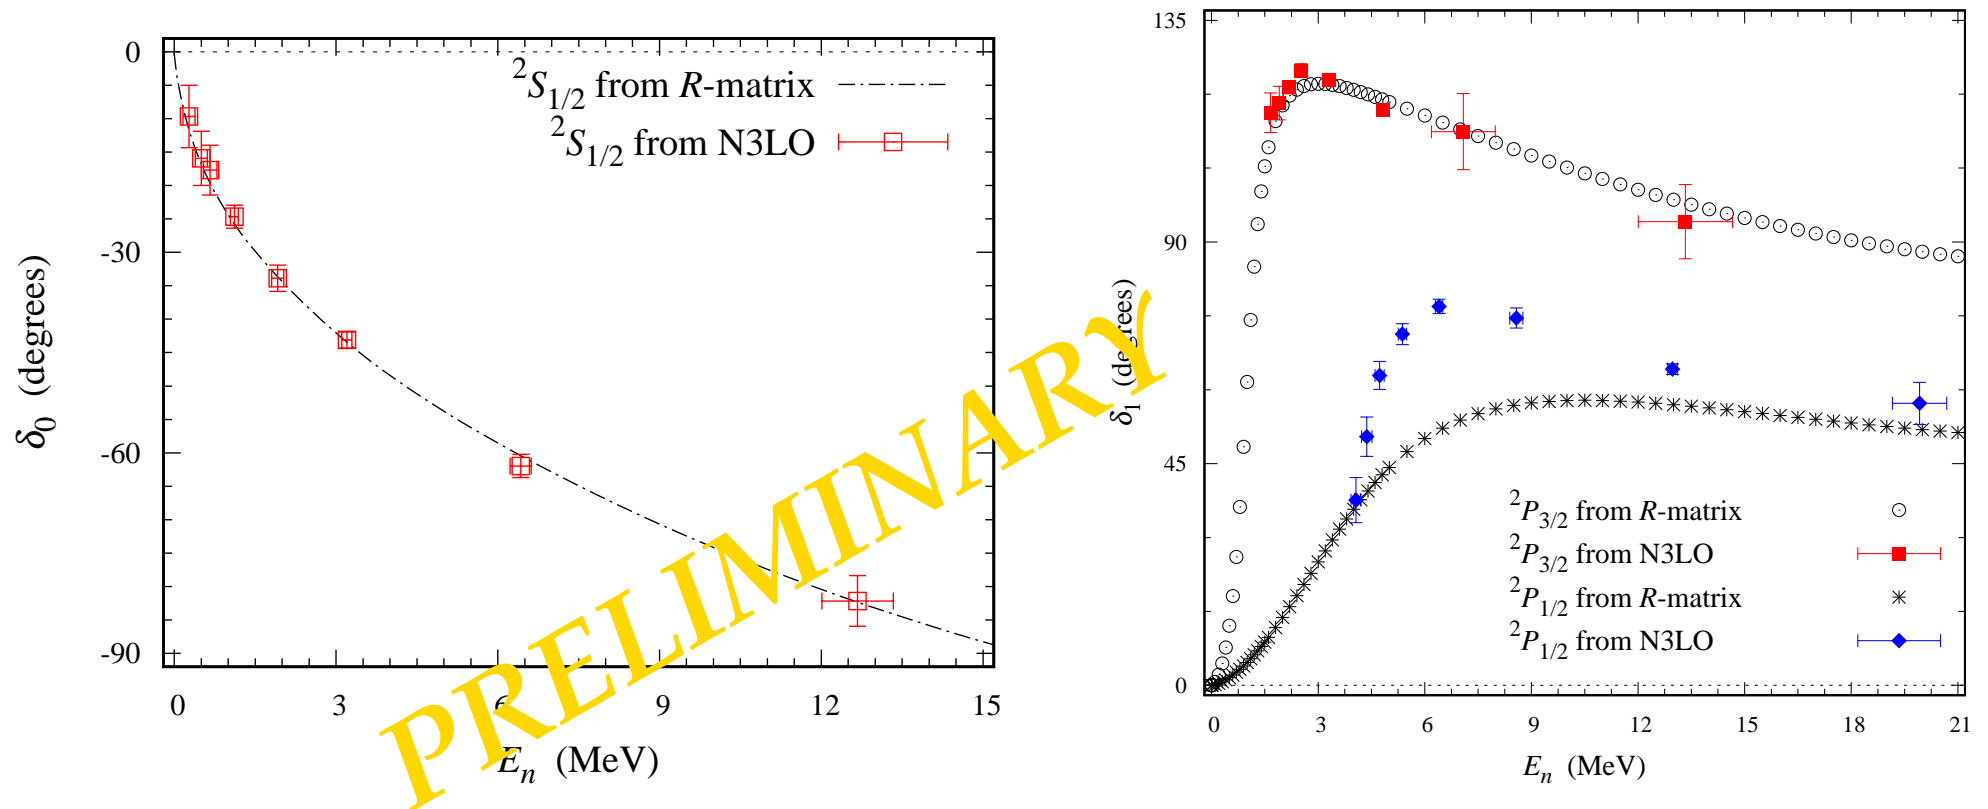 0
-30
-60
-90
δ0 (degrees)
2S1/2 from R-matrix
2S1/2 from N3LO
0 3 6 9 12 15
En (MeV)
PRELIMINARY
135
90
45
0
δ1 (degrees)
2P3/2 from R-matrix
2P3/2 from N3LO
2P1/2 from R-matrix
2P1/2 from N3LO
0 3 6 9 12 15 18 21
En (MeV)